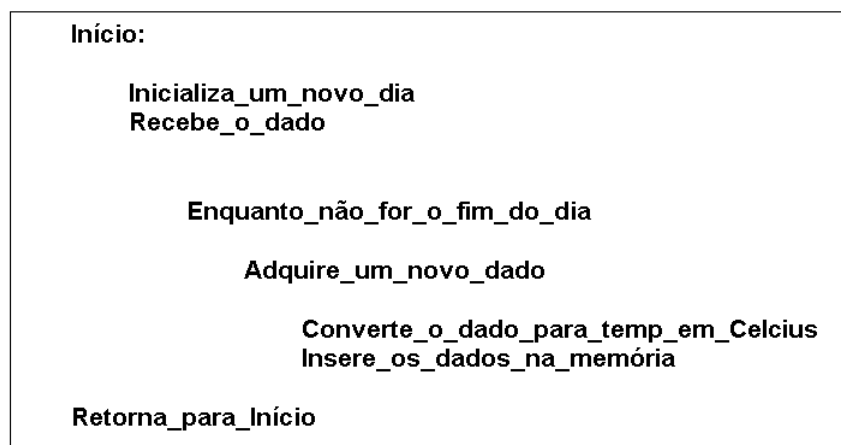 Início:
Inicializa_um_novo_dia
Recebe_o_dado
Enquanto_não_for_o_fim_do_dia
Adquire_um_novo_dado
Converte_o_dado_para_temp_em_Celcius
Insere_os_dados_na_memória
Retorna_para_Início